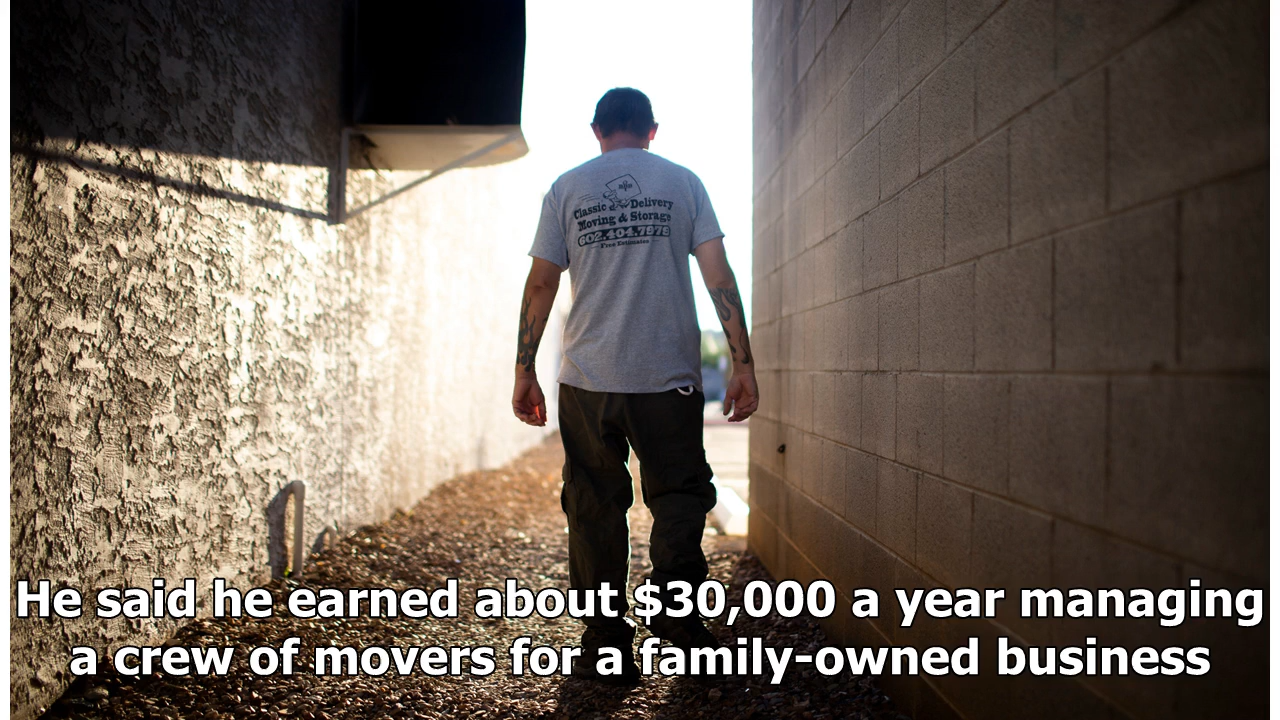 Classic & Delivery
Moving & Storage
602.404.7979
Free Estimates
He said he earned about $30,000 a year managing
a crew of movers for a family-owned business